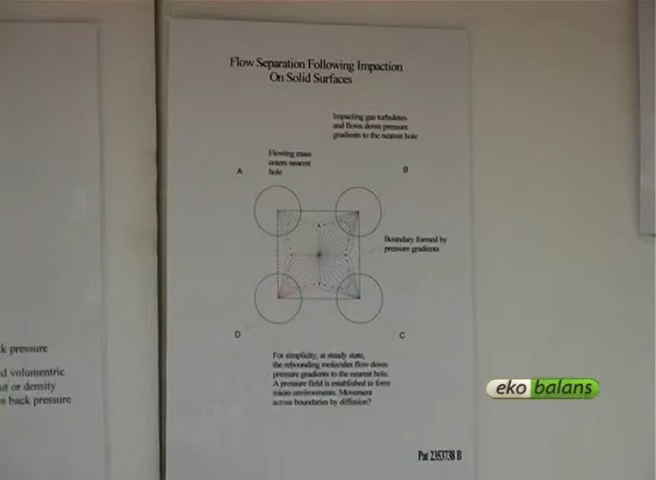 Flow Separation Following Impaction
On Solid Surfaces
Impacting gas turbulates
and flows down pressure
gradients to the nearest hole
Flowing mass
enters nearest
hole
A
B
Boundary formed by
pressure gradients
D
C
For simplicity, at steady state,
the rebounding molecules flow down
pressure gradients to the nearest hole.
A pressure field is established to form
micro environments. Movement
across boundaries by diffusion?
Pat 2353738 B
k pressure
d volumentric
ut or density
s back pressure
eko balans